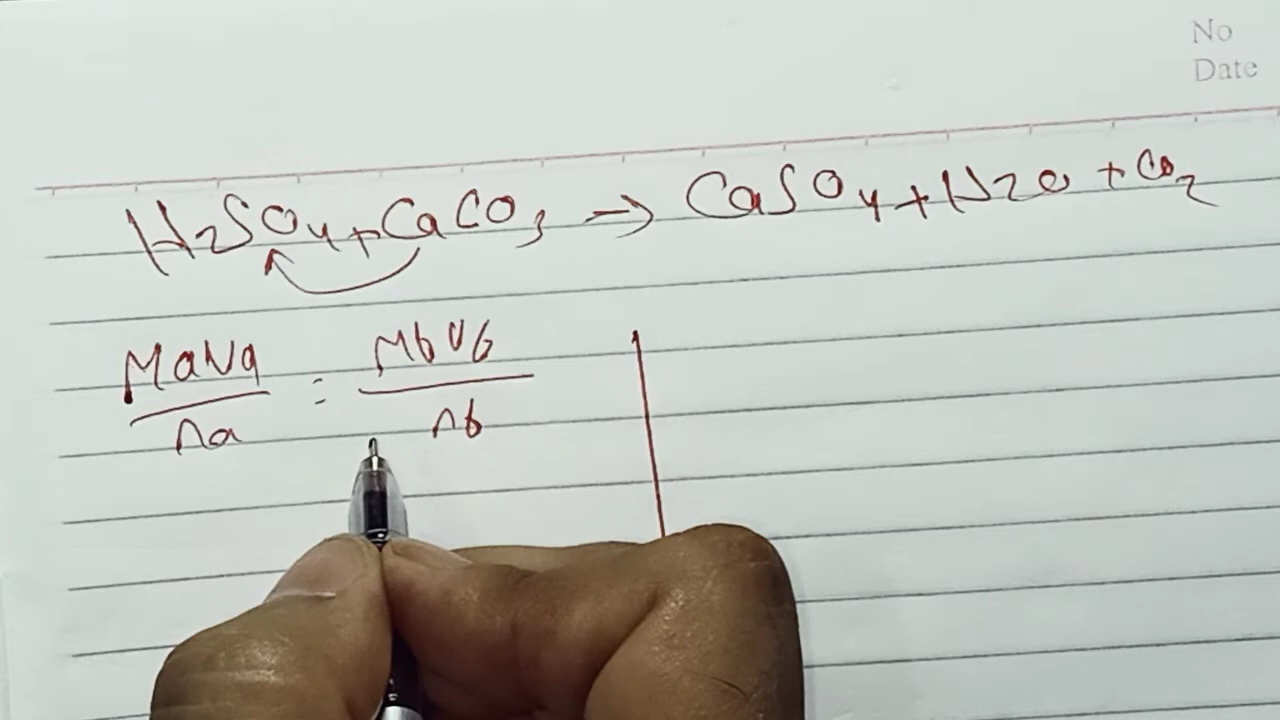 No
Date
H2SO4 + CaCO3 → CaSO4 + H2O + CO2
MaVa/na = MbVb/nb